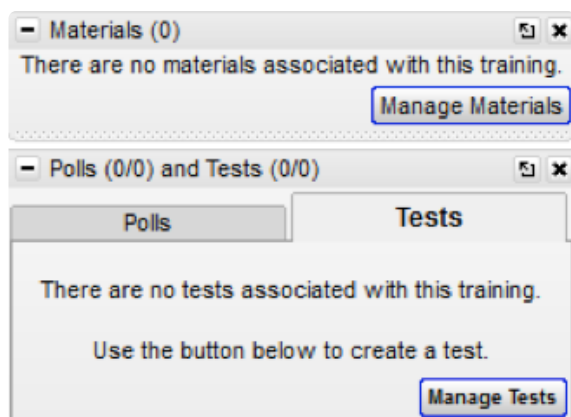 Materials (0)
There are no materials associated with this training.
Manage Materials
Polls (0/0) and Tests (0/0)
Polls
Tests
There are no tests associated with this training.
Use the button below to create a test.
Manage Tests